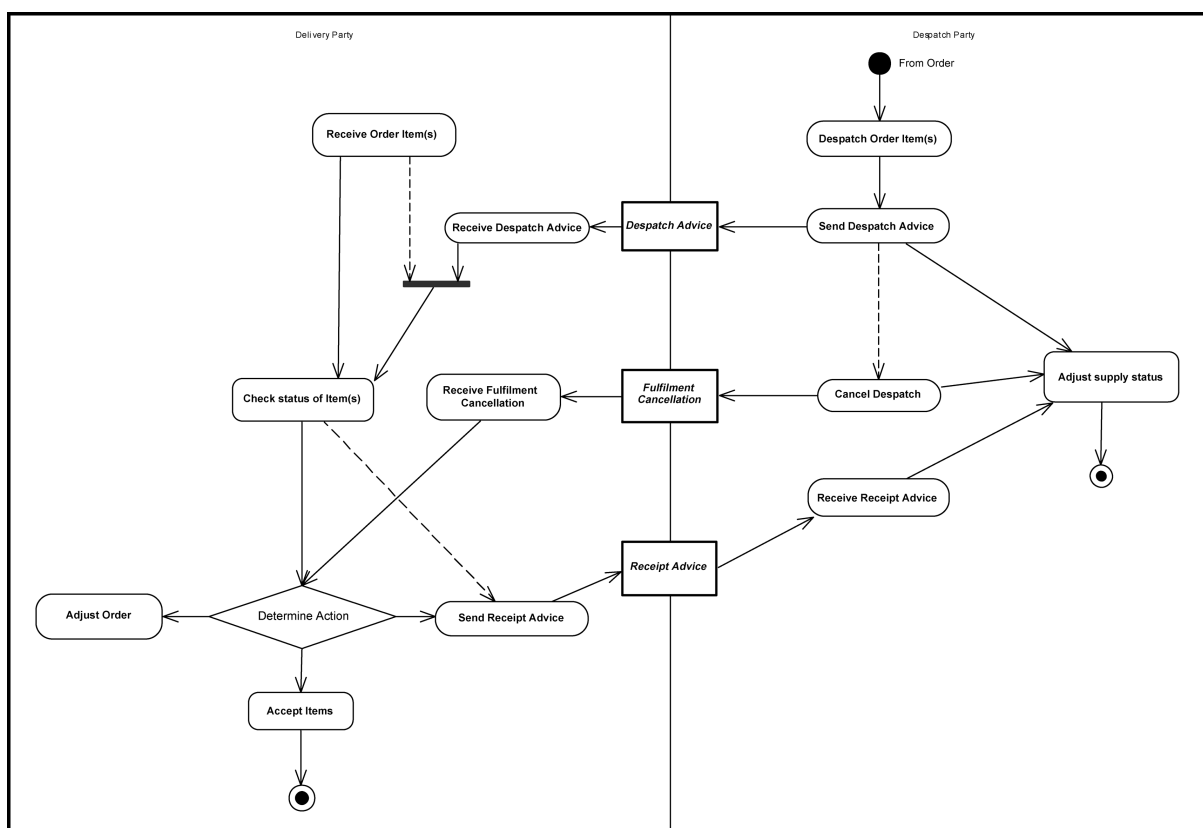 Delivery Party
Despatch Party
From Order
Receive Order Item(s)
Despatch Order Item(s)
Receive Despatch Advice
Despatch Advice
Send Despatch Advice
Check status of Item(s)
Receive Fulfilment
Cancellation
Fulfilment
Cancellation
Cancel Despatch
Adjust supply status
Receive Receipt Advice
Receipt Advice
Adjust Order
Determine Action
Send Receipt Advice
Accept Items